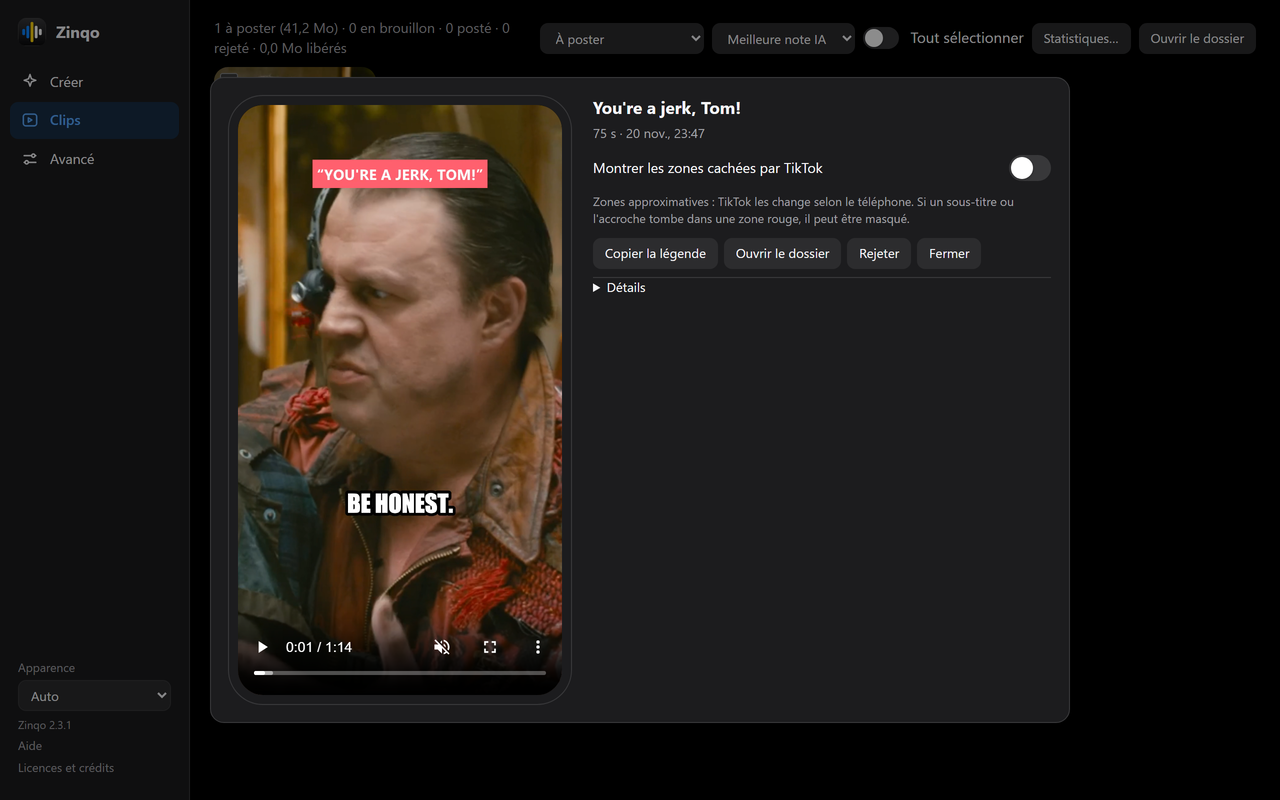 Zinqo
Créer
Clips
Avancé
1 à poster (41,2 Mo) · 0 en brouillon · 0 posté · 0
rejeté · 0,0 Mo libérés
À poster
Meilleure note IA
Tout sélectionner
Statistiques...
Ouvrir le dossier
“YOU'RE A JERK, TOM!”
BE HONEST.
0:01 / 1:14
You're a jerk, Tom!
75 s · 20 nov., 23:47
Montrer les zones cachées par TikTok
Zones approximatives : TikTok les change selon le téléphone. Si un sous-titre ou
l'accroche tombe dans une zone rouge, il peut être masqué.
Copier la légende
Ouvrir le dossier
Rejeter
Fermer
Détails
Apparence
Auto
Zinqo 2.3.1
Aide
Licences et crédits